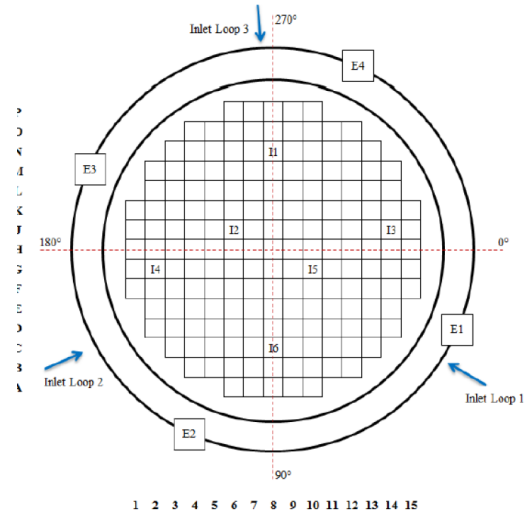 270°
Inlet Loop 3
E4
P
O
N
I1
M
E3
L
K
J
I2
I3
180°
H
0°
G
I4
I5
F
E
D
E1
C
I6
B
Inlet Loop 2
A
Inlet Loop 1
E2
90°
1 2 3 4 5 6 7 8 9 10 11 12 13 14 15